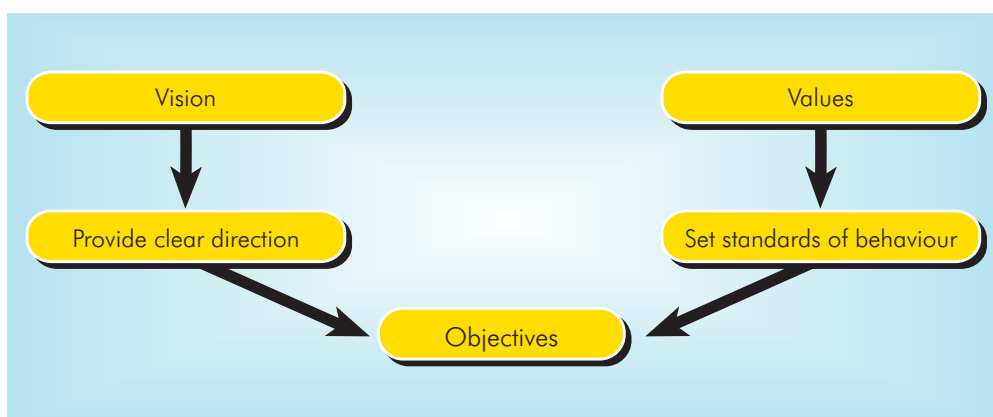 Vision
Values
Provide clear direction
Set standards of behaviour
Objectives